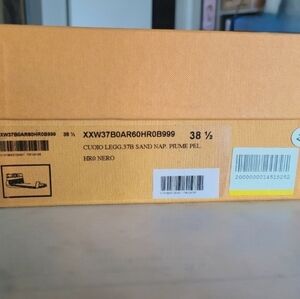 XXW37B0AR60HR0B999 38 ½
XXW37B0AR60HR0B999 38 ½
CUOIO LEGG.37B SAND NAP. PIUME PEL.
HR0 NERO